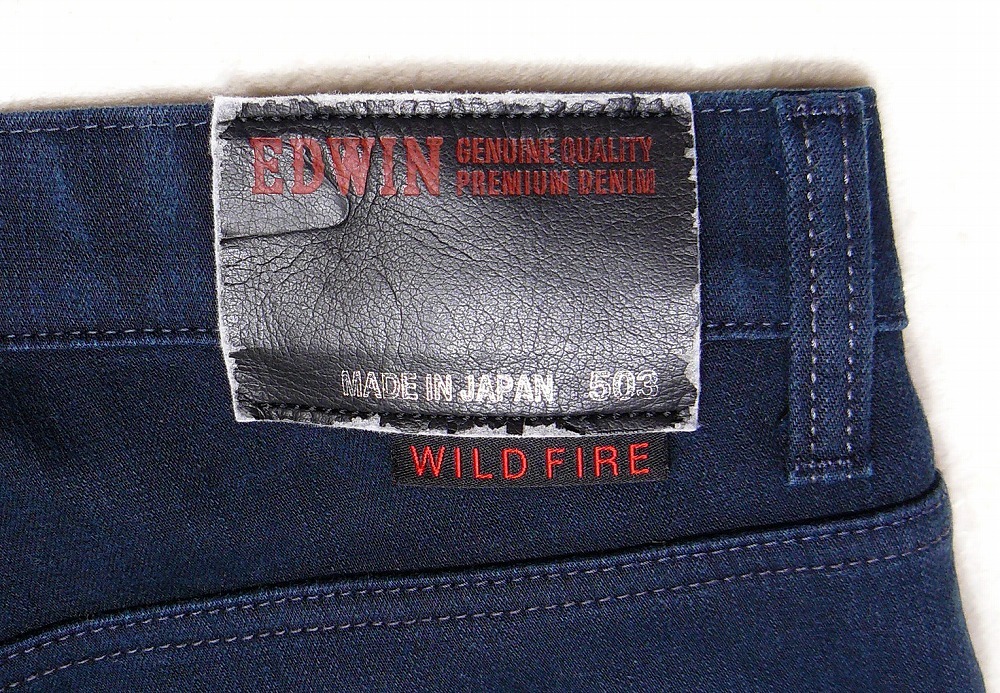 EDWIN GENUINE QUALITY
PREMIUM DENIM
MADE IN JAPAN 503
WILD FIRE